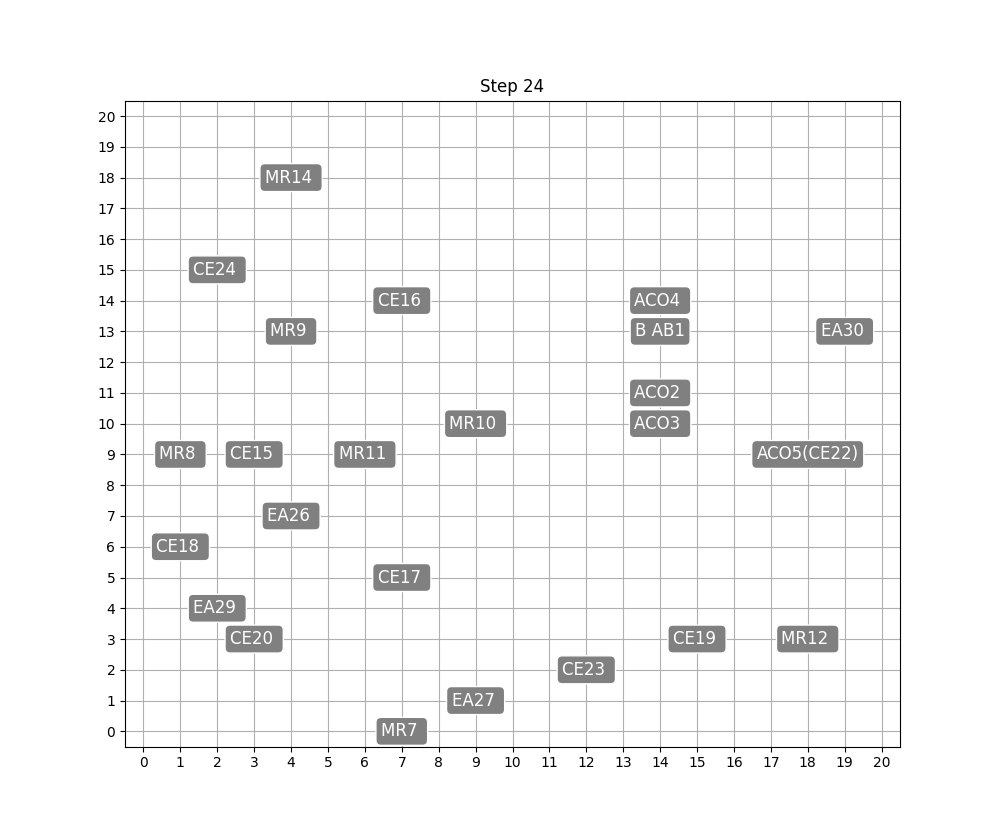 Step 24
20
19
18 MR14
17
16
15 CE24
14 CE16 ACO4
13 MR9 B AB1 EA30
12
11 ACO2
10 MR10 ACO3
9 MR8 CE15 MR11 ACO5(CE22)
8
7 EA26
6 CE18
5 CE17
4 EA29
3 CE20 CE19 MR12
2 CE23
1 EA27
0 MR7
0 1 2 3 4 5 6 7 8 9 10 11 12 13 14 15 16 17 18 19 20